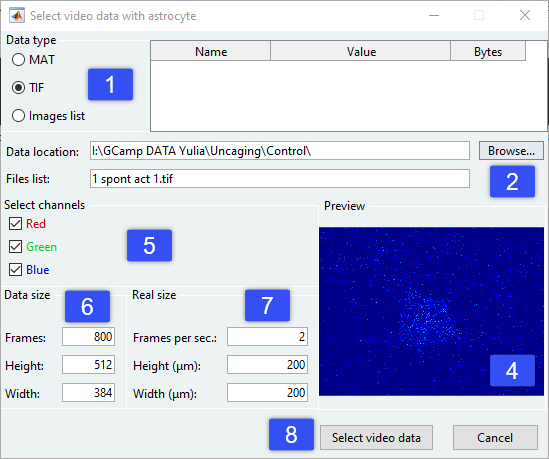 Select video data with astrocyte
Data type
MAT
TIF
Images list
1
Name Value Bytes
Data location: I:\GCamp DATA Yulia\Uncaging\Control\ Browse...
Files list: 1 spont act 1.tif
2
Select channels
Red
Green
Blue
5
Preview
4
Data size
6
Frames: 800
Height: 512
Width: 384
Real size
7
Frames per sec.: 2
Height (µm): 200
Width (µm): 200
8
Select video data Cancel